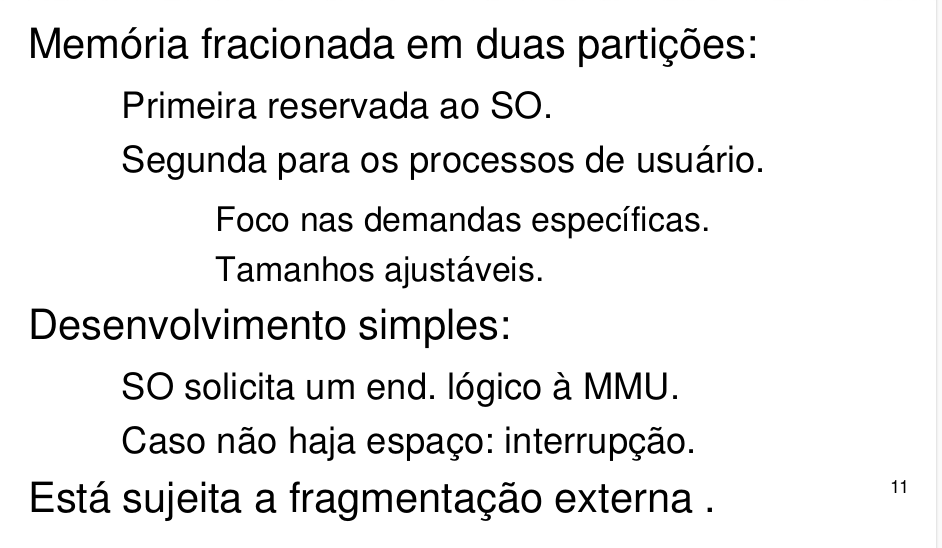 Memória fracionada em duas partições:
Primeira reservada ao SO.
Segunda para os processos de usuário.
Foco nas demandas específicas.
Tamanhos ajustáveis.
Desenvolvimento simples:
SO solicita um end. lógico à MMU.
Caso não haja espaço: interrupção.
Está sujeita a fragmentação externa .
11